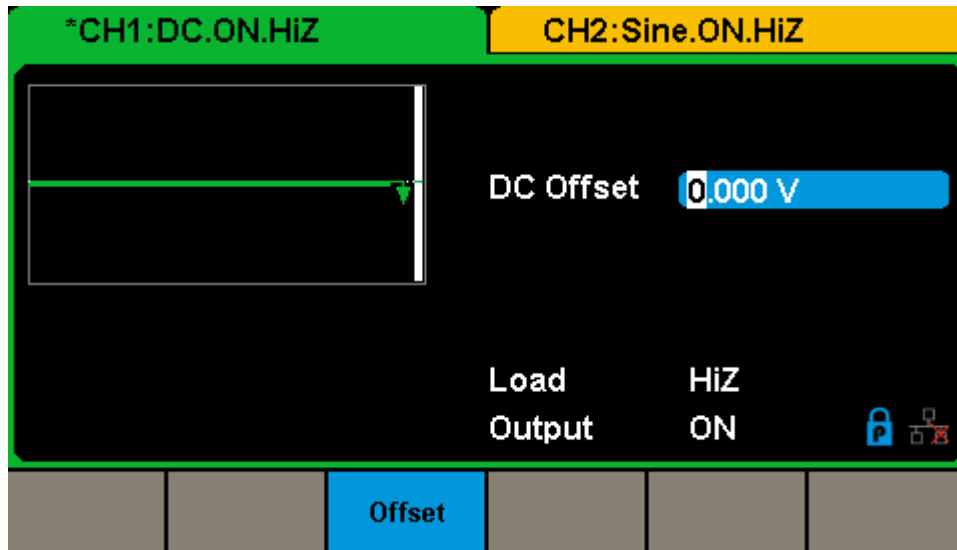 *CH1:DC.ON.HiZ
CH2:Sine.ON.HiZ
DC Offset 0.000 V
Load HiZ
Output ON
P
Offset